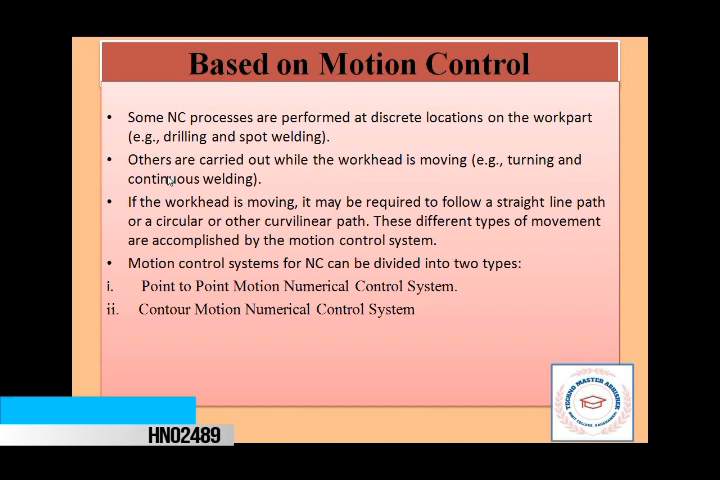 Based on Motion Control
• Some NC processes are performed at discrete locations on the workpart
(e.g., drilling and spot welding).
• Others are carried out while the workhead is moving (e.g., turning and
continuous welding).
• If the workhead is moving, it may be required to follow a straight line path
or a circular or other curvilinear path. These different types of movement
are accomplished by the motion control system.
• Motion control systems for NC can be divided into two types:
i. Point to Point Motion Numerical Control System.
ii. Contour Motion Numerical Control System
TECHNO MASTER ABHISHEK
HNO2489